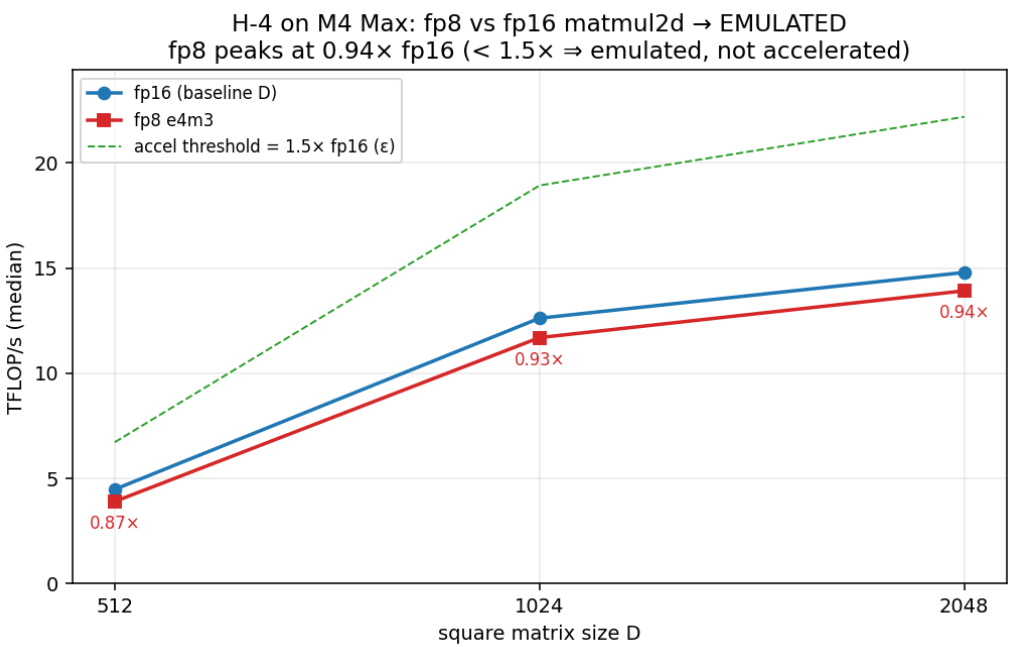 H-4 on M4 Max: fp8 vs fp16 matmul2d → EMULATED
fp8 peaks at 0.94× fp16 (< 1.5× ⇒ emulated, not accelerated)
fp16 (baseline D)
fp8 e4m3
accel threshold = 1.5× fp16 (ε)
TFLOP/s (median)
20
15
10
5
0
0.87×
0.93×
0.94×
512
1024
2048
square matrix size D